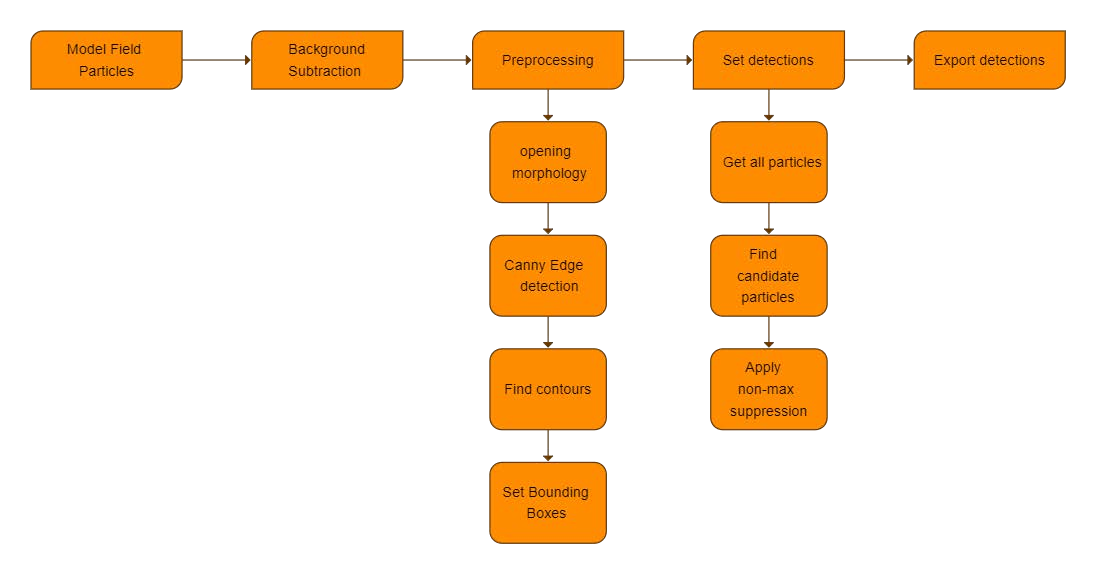 Model Field
Particles
Background
Subtraction
Preprocessing
Set detections
Export detections
opening
morphology
Canny Edge
detection
Find contours
Set Bounding
Boxes
Get all particles
Find
candidate
particles
Apply
non-max
suppression